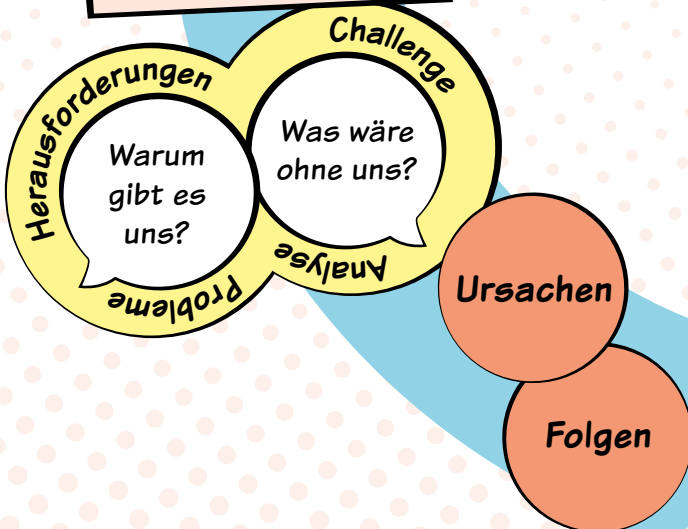 Herausforderungen
Warum
gibt es
uns?
Probleme
Challenge
Was wäre
ohne uns?
Analyse
Ursachen
Folgen